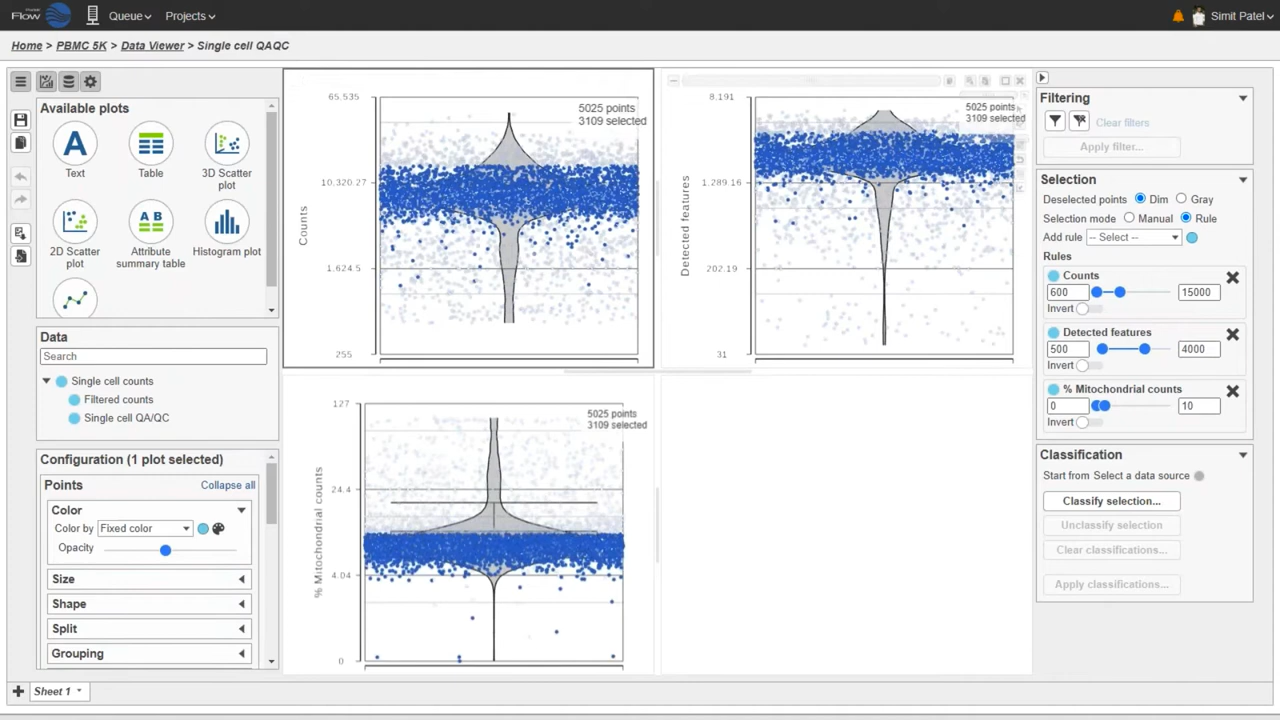 Flow
Queue
Projects
Simit Patel
Home > PBMC 5K > Data Viewer > Single cell QAQC
Available plots
Text
Table
3D Scatter
plot
2D Scatter
plot
Attribute
summary table
Histogram plot
Data
Search
Single cell counts
Filtered counts
Single cell QA/QC
Configuration (1 plot selected)
Points
Collapse all
Color
Color by
Fixed color
Opacity
Size
Shape
Split
Grouping
Sheet 1
65,535
10,320.27
1,624.5
255
Counts
5025 points
3109 selected
8,191
1,289.16
202.19
31
Detected features
5025 points
3109 selected
127
24.4
4.04
0
% Mitochondrial counts
5025 points
3109 selected
Filtering
Clear filters
Apply filter...
Selection
Deselected points Dim Gray
Selection mode Manual Rule
Add rule -- Select --
Rules
Counts
600 15000
Invert
Detected features
500 4000
Invert
% Mitochondrial counts
0 10
Invert
Classification
Start from Select a data source
Classify selection...
Unclassify selection
Clear classifications...
Apply classifications...